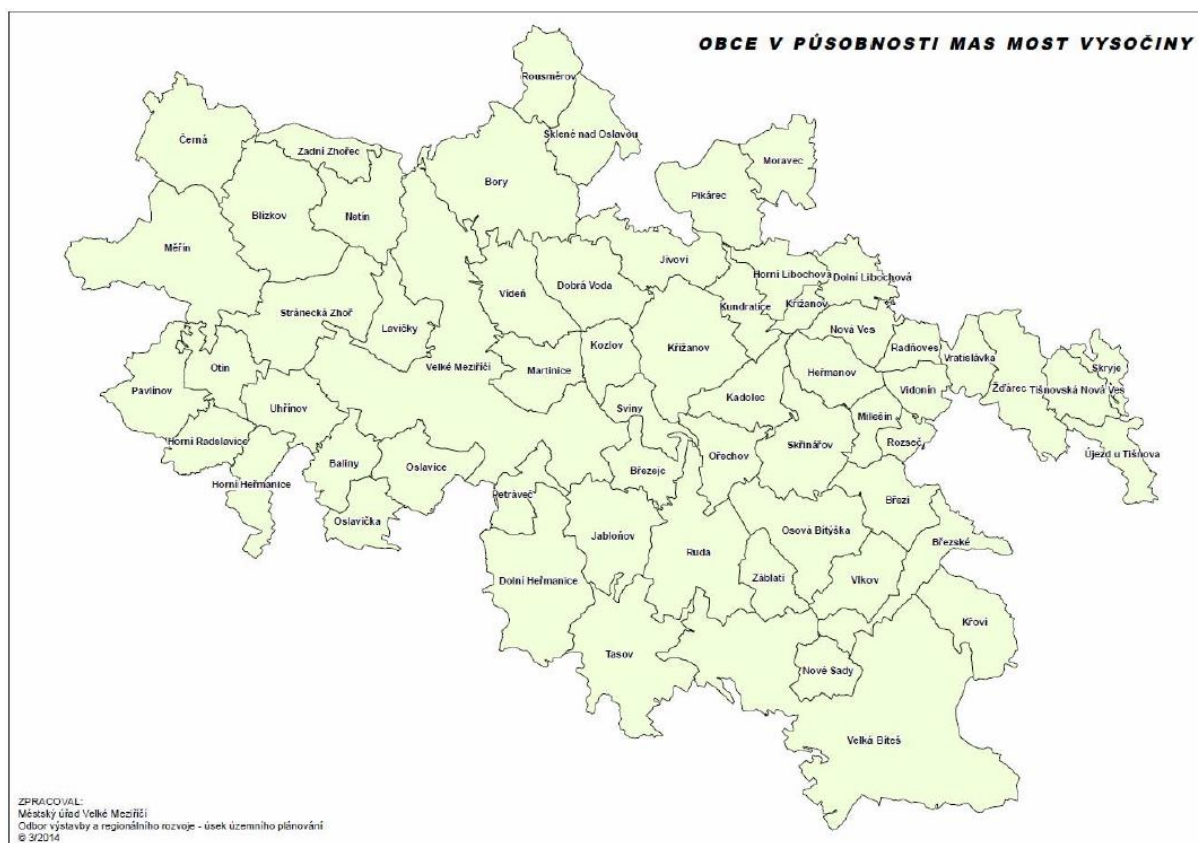 OBCE V PŮSOBNOSTI MAS MOST VYSOČINY
Rousměrov
Sklené nad Oslavou
Černá
Zadní Zhořec
Moravec
Bory
Pikárec
Blízkov
Netín
Měřín
Jívoví
Horní Libochová
Dolní Libochová
Vídeň
Dobrá Voda
Kundratice
Křižanov
Stránecká Zhoř
Lavičky
Nová Ves
Radňoves
Kozlov
Křižanov
Vratislávka
Velké Meziříčí
Martinice
Heřmanov
Skryje
Otín
Pavlínov
Vidonín
Žďárec
Tišnovská Nová Ves
Kadolec
Uhřínov
Sviny
Milešín
Horní Radslavice
Skřinářov
Rozseč
Újezd u Tišnova
Baliny
Oslavice
Březejc
Ořechov
Horní Heřmanice
Petráveč
Březí
Oslavička
Jabloňov
Osová Bítýška
Březské
Dolní Heřmanice
Ruda
Záblatí
Vlkov
Křoví
Tasov
Nové Sady
Velká Bíteš
ZPRACOVAL:
Městský úřad Velké Meziříčí
Odbor výstavby a regionálního rozvoje - úsek územního plánování
© 3/2014